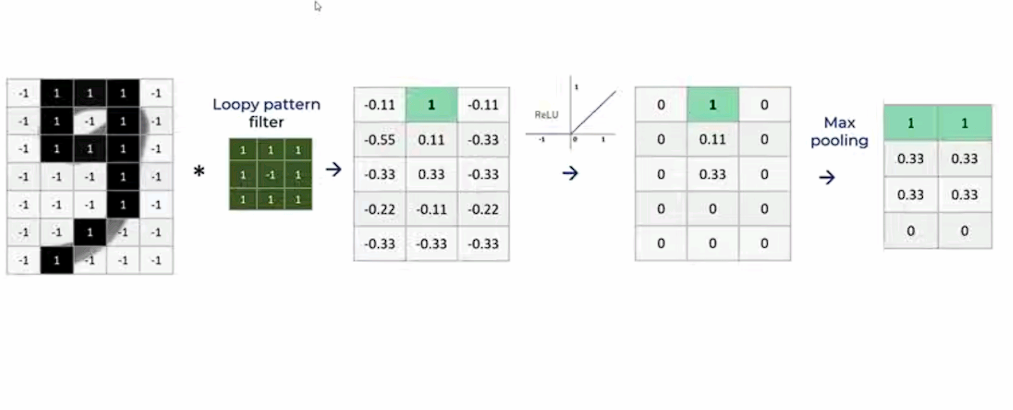 -1 1 1 1 -1
-1 1 -1 1 -1
-1 1 1 1 -1
-1 -1 -1 1 -1
-1 -1 -1 1 -1
-1 -1 1 -1 -1
-1 1 -1 -1 -1
*
Loopy pattern
filter
1 1 1
1 -1 1
1 1 1
→
-0.11 1 -0.11
-0.55 0.11 -0.33
-0.33 0.33 -0.33
-0.22 -0.11 -0.22
-0.33 -0.33 -0.33
1
ReLU
-1 0 1
→
0 1 0
0 0.11 0
0 0.33 0
0 0 0
0 0 0
Max
pooling
→
1 1
0.33 0.33
0.33 0.33
0 0